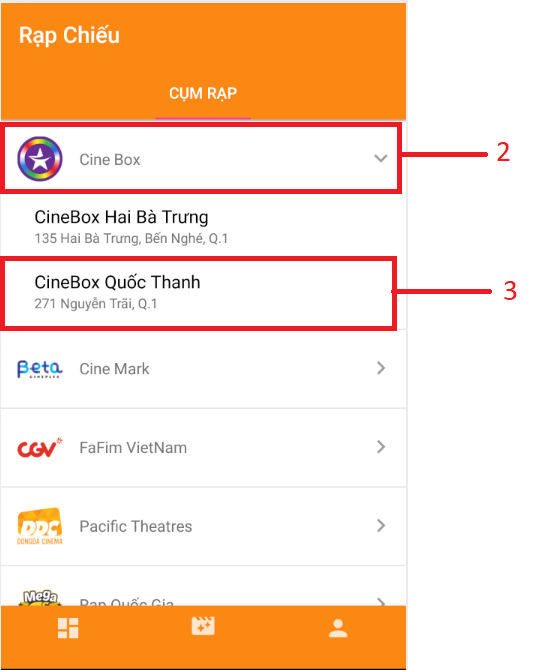 Rạp Chiếu
CỤM RẠP
Cine Box
2
CineBox Hai Bà Trưng
135 Hai Bà Trưng, Bến Nghé, Q.1
CineBox Quốc Thanh
271 Nguyễn Trãi, Q.1
3
Beta
CINEPLEX
Cine Mark
CGV
FaFim VietNam
DDC
DONGDA CINEMA
Pacific Theatres
Mega
Rạp Quốc Gia